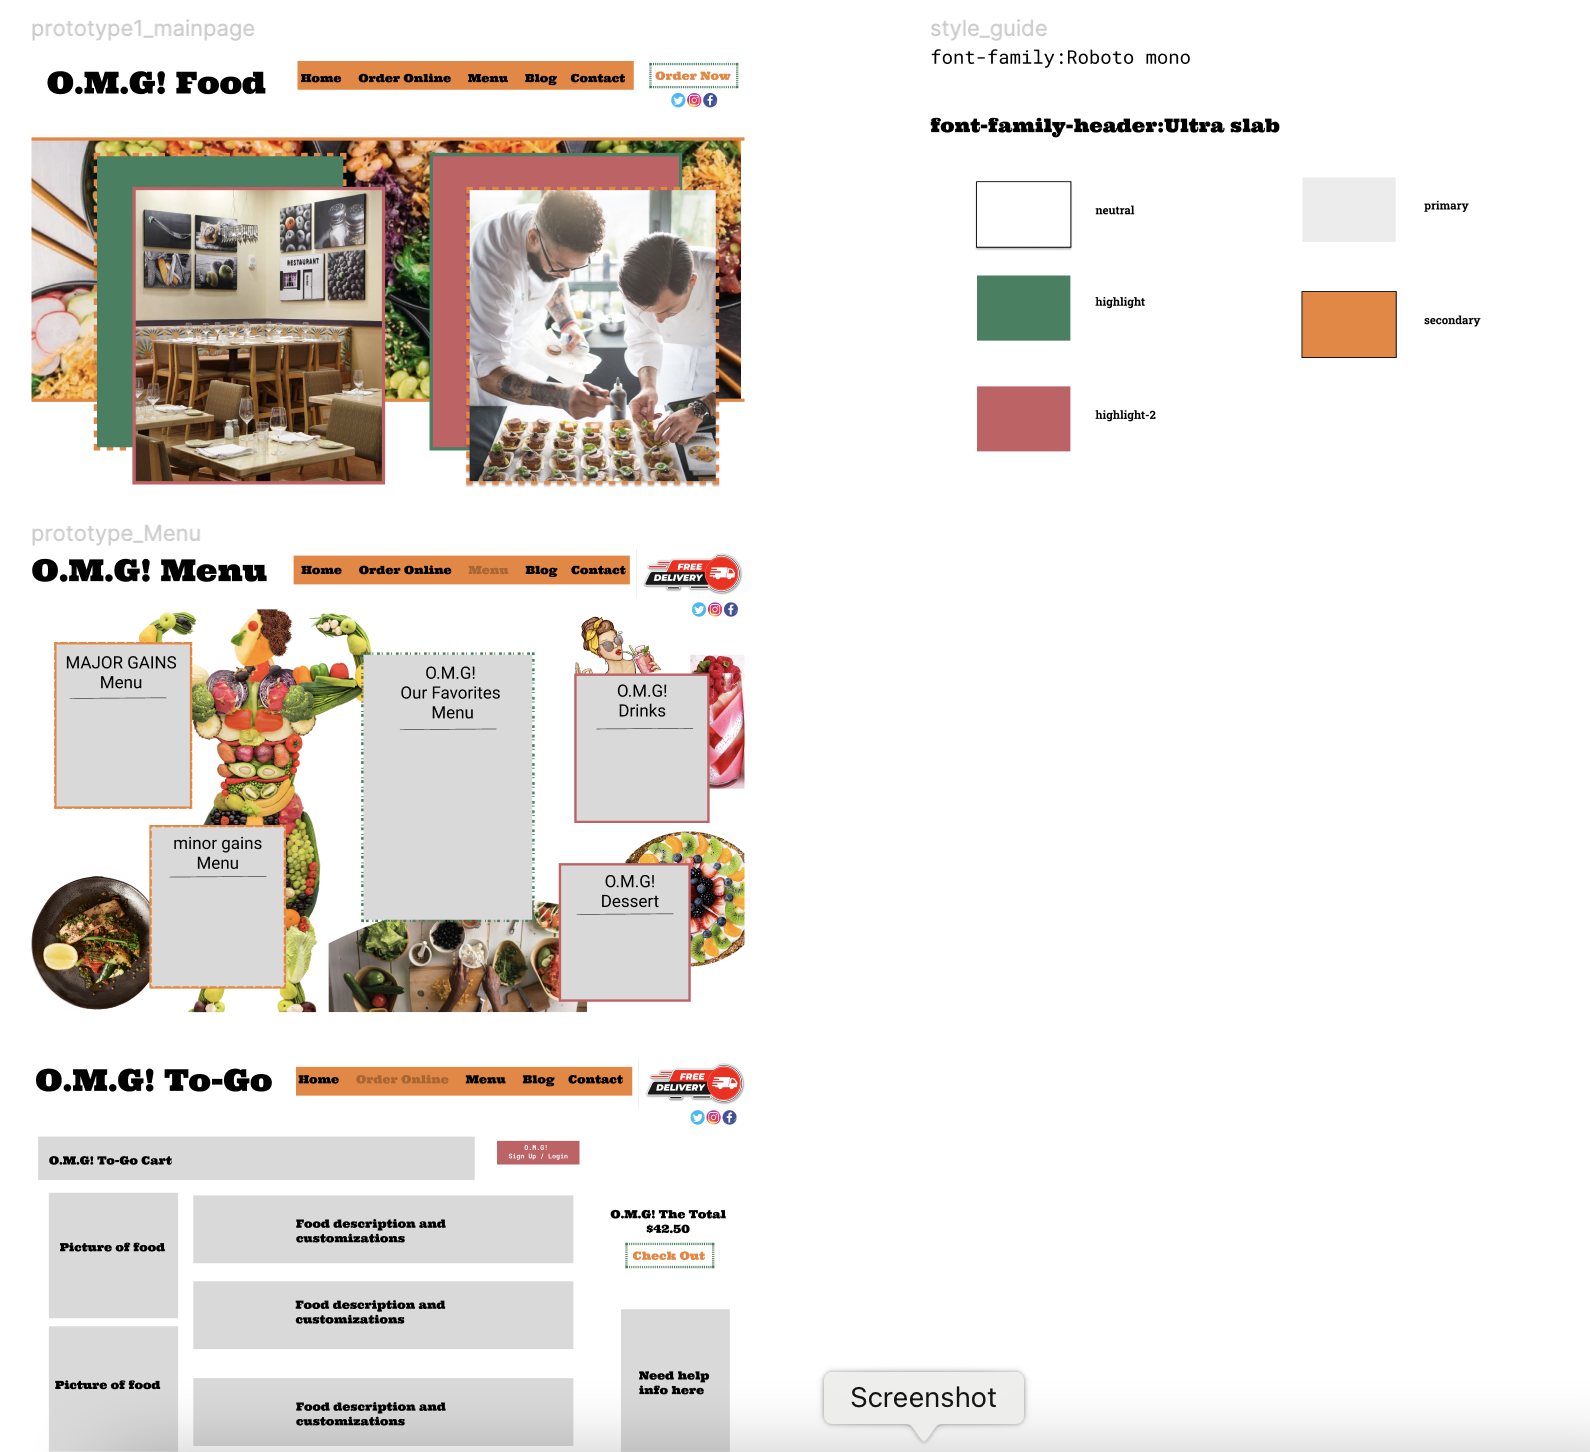 prototype1_mainpage
O.M.G! Food
Home Order Online Menu Blog Contact
Order Now
RESTAURANT
style_guide
font-family:Roboto mono
font-family-header:Ultra slab
neutral
primary
highlight
secondary
highlight-2
prototype_Menu
O.M.G! Menu
Home Order Online Menu Blog Contact
FREE
DELIVERY
MAJOR GAINS
Menu
O.M.G!
Our Favorites
Menu
O.M.G!
Drinks
minor gains
Menu
O.M.G!
Dessert
O.M.G! To-Go
Home Order Online Menu Blog Contact
FREE
DELIVERY
O.M.G! To-Go Cart
O.M.G!
Sign Up / Login
Picture of food
Food description and
customizations
O.M.G! The Total
$42.50
Check Out
Food description and
customizations
Picture of food
Food description and
customizations
Need help
info here
Screenshot